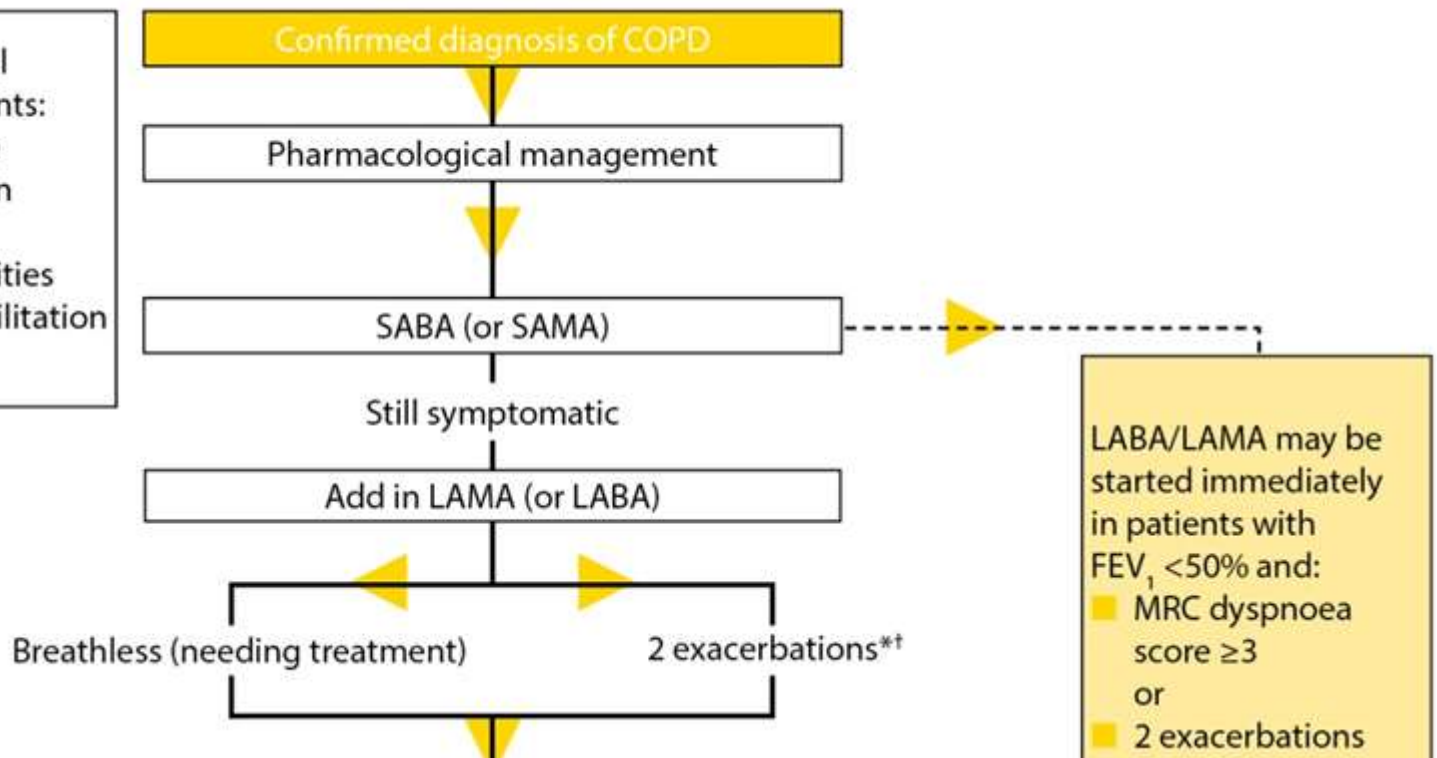 nts:
ities
ilitation
Confirmed diagnosis of COPD
Pharmacological management
SABA (or SAMA)
Still symptomatic
Add in LAMA (or LABA)
Breathless (needing treatment)
2 exacerbations*†
LABA/LAMA may be
started immediately
in patients with
FEV₁ <50% and:
MRC dyspnoea
score ≥3
or
2 exacerbations